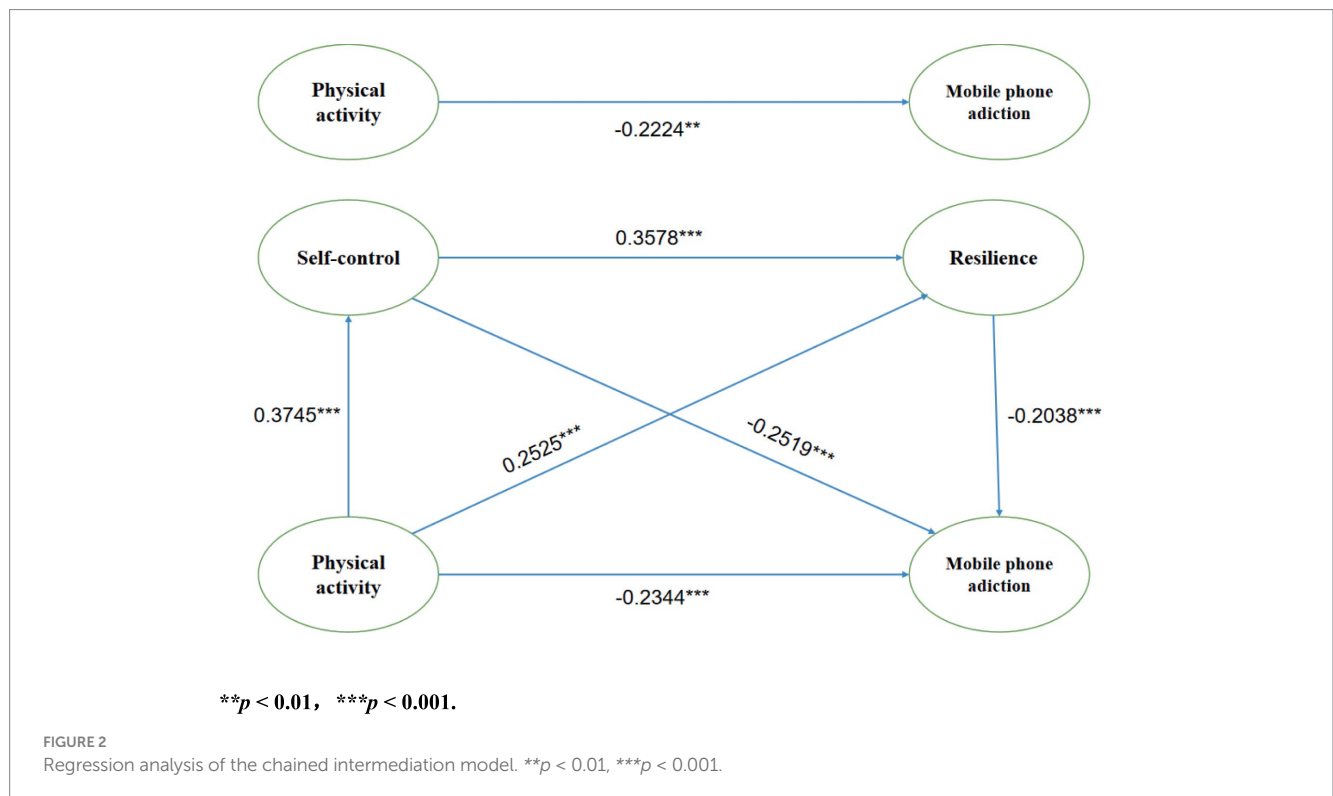 Physical
activity
Mobile phone
adiction
-0.2224**
Self-control
0.3578***
Resilience
0.3745***
0.2525***
-0.2519***
-0.2038***
Physical
activity
Mobile phone
adiction
-0.2344***
**p < 0.01，***p < 0.001.
FIGURE 2
Regression analysis of the chained intermediation model. **p < 0.01, ***p < 0.001.